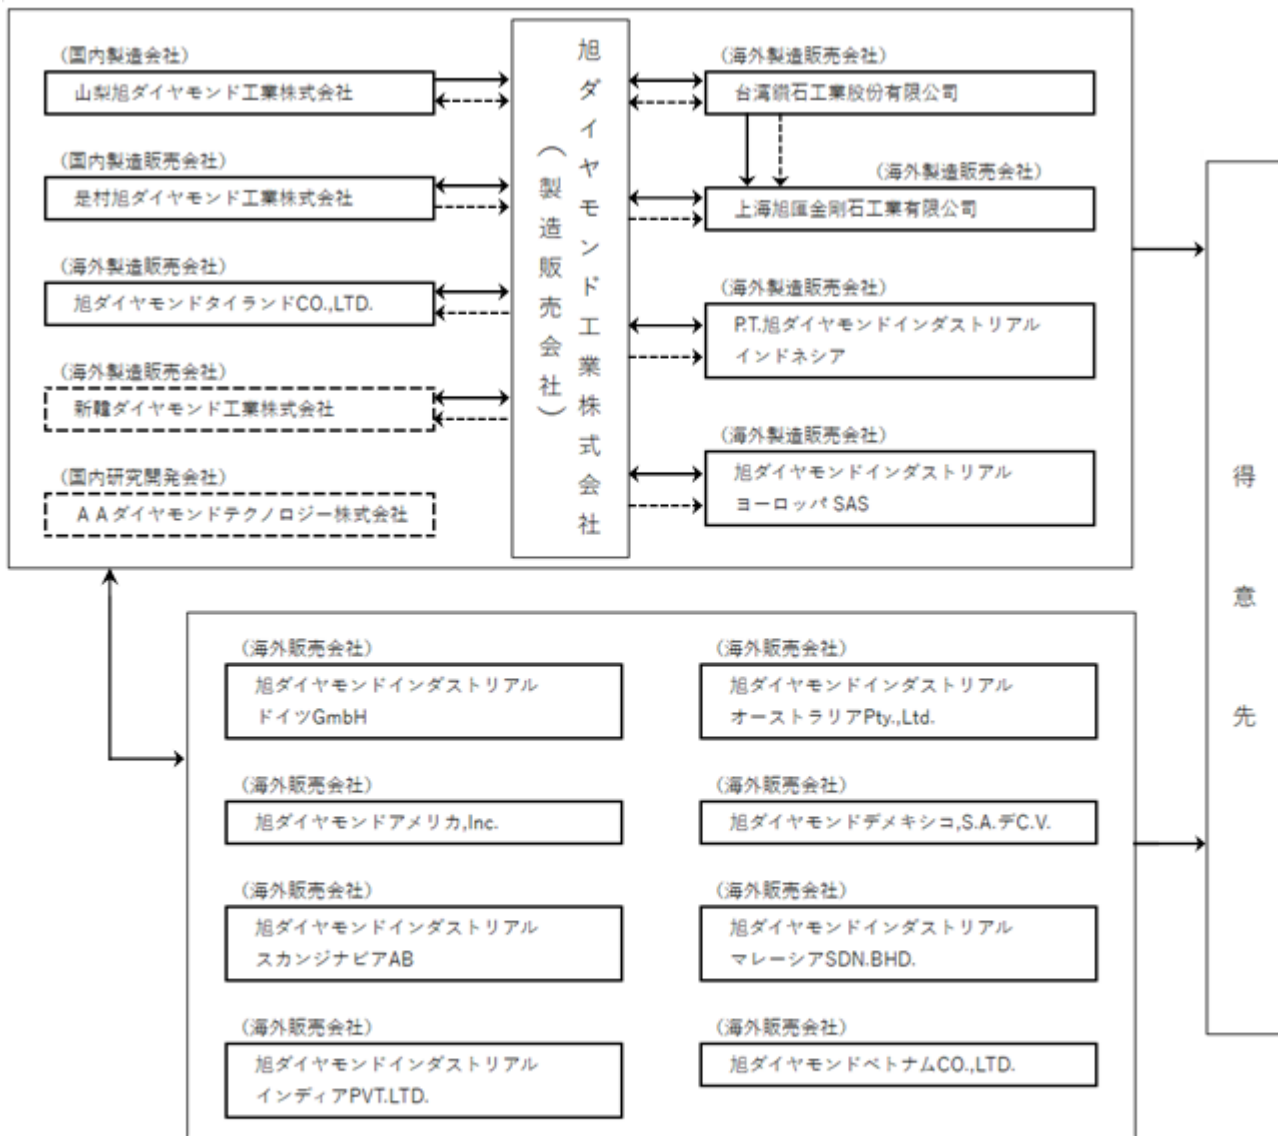 (国内製造会社)
山梨旭ダイヤモンド工業株式会社
(国内製造販売会社)
是村旭ダイヤモンド工業株式会社
(海外製造販売会社)
旭ダイヤモンドタイランドCO.,LTD.
(海外製造販売会社)
新韓ダイヤモンド工業株式会社
(国内研究開発会社)
AAダイヤモンドテクノロジー株式会社
旭ダイヤモンド工業株式会社
(製造販売会社)
(海外製造販売会社)
台湾鑽石工業股份有限公司
(海外製造販売会社)
上海旭匯金剛石工業有限公司
(海外製造販売会社)
P.T.旭ダイヤモンドインダストリアル
インドネシア
(海外製造販売会社)
旭ダイヤモンドインダストリアル
ヨーロッパ SAS
得意先
(海外販売会社)
旭ダイヤモンドインダストリアル
ドイツGmbH
(海外販売会社)
旭ダイヤモンドインダストリアル
オーストラリアPty.,Ltd.
(海外販売会社)
旭ダイヤモンドアメリカ,Inc.
(海外販売会社)
旭ダイヤモンドデメキシコ,S.A.デC.V.
(海外販売会社)
旭ダイヤモンドインダストリアル
スカンジナビアAB
(海外販売会社)
旭ダイヤモンドインダストリアル
マレーシアSDN.BHD.
(海外販売会社)
旭ダイヤモンドインダストリアル
インディアPVT.LTD.
(海外販売会社)
旭ダイヤモンドベトナムCO.,LTD.